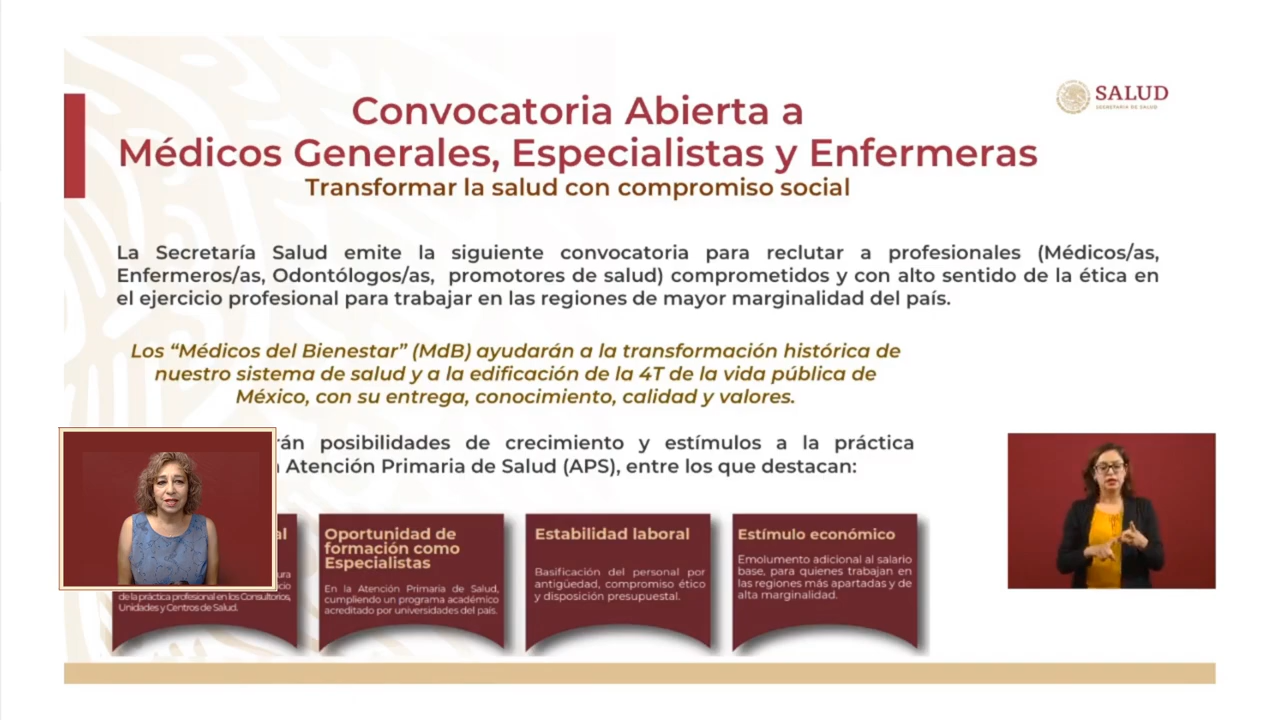 Convocatoria Abierta a
Médicos Generales, Especialistas y Enfermeras
Transformar la salud con compromiso social
SALUD
SECRETARÍA DE SALUD
La Secretaría Salud emite la siguiente convocatoria para reclutar a profesionales (Médicos/as,
Enfermeros/as, Odontólogos/as, promotores de salud) comprometidos y con alto sentido de la ética en
el ejercicio profesional para trabajar en las regiones de mayor marginalidad del país.
Los “Médicos del Bienestar” (MdB) ayudarán a la transformación histórica de
nuestro sistema de salud y a la edificación de la 4T de la vida pública de
México, con su entrega, conocimiento, calidad y valores.
posibilidades de crecimiento y estímulos a la práctica
Atención Primaria de Salud (APS), entre los que destacan:
de la práctica profesional en los Consultorios,
Unidades y Centros de Salud.
Oportunidad de
formación como
Especialistas
En la Atención Primaria de Salud,
cumpliendo un programa académico
acreditado por universidades del país.
Estabilidad laboral
Basificación del personal por
antigüedad, compromiso ético
y disposición presupuestal.
Estímulo económico
Emolumento adicional al salario
base, para quienes trabajan en
las regiones más apartadas y de
alta marginalidad.